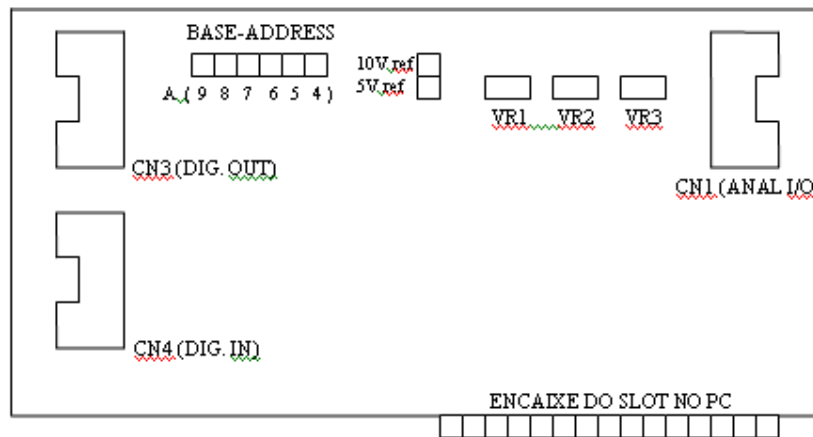 BASE-ADDRESS
10V ref
5V ref
A ( 9 8 7 6 5 4 )
VR1 VR2 VR3
CN3 (DIG. OUT)
CN1 (ANAL I/O
CN4 (DIG. IN)
ENCAIXE DO SLOT NO PC